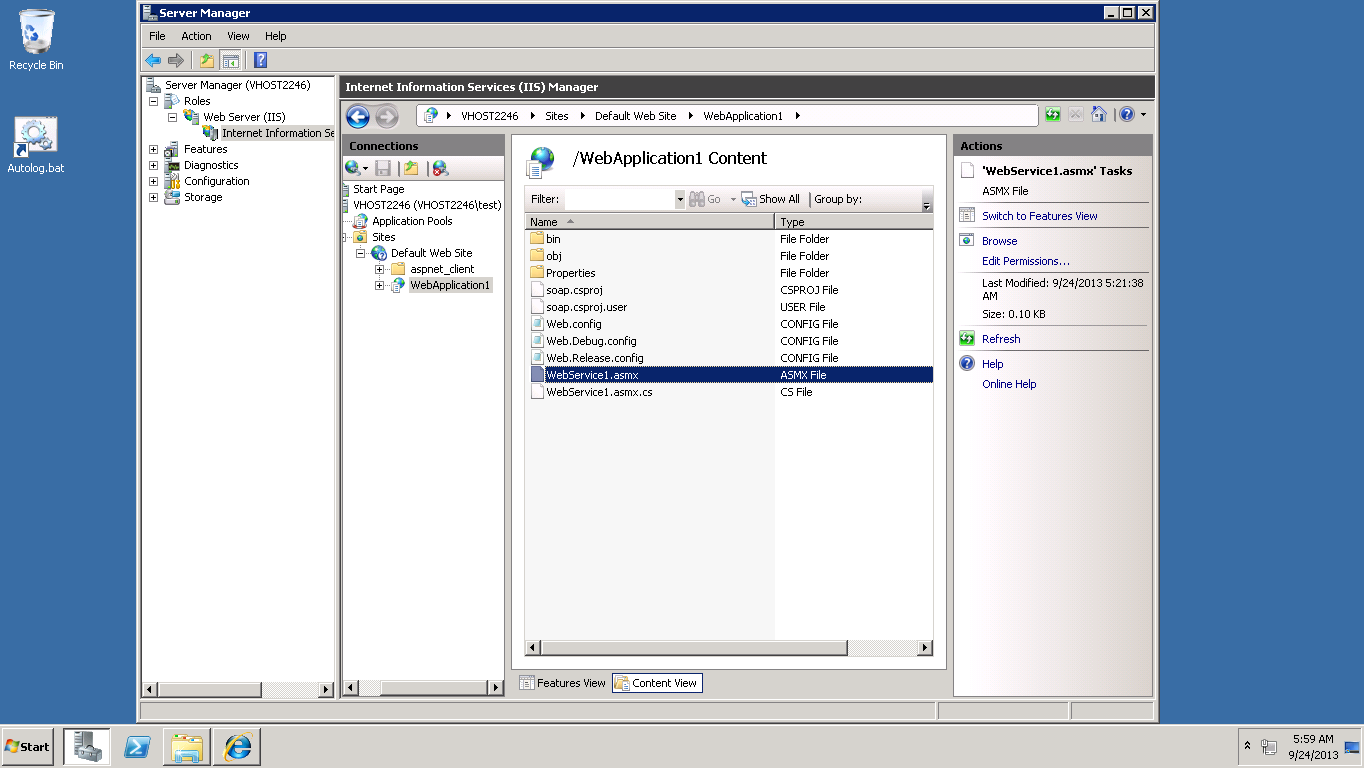 Recycle Bin
Autolog.bat
Server Manager
File Action View Help
Server Manager (VHOST2246)
Roles
Web Server (IIS)
Internet Information Se
Features
Diagnostics
Configuration
Storage
Internet Information Services (IIS) Manager
VHOST2246 Sites Default Web Site WebApplication1
Connections
Start Page
VHOST2246 (VHOST2246\test)
Application Pools
Sites
Default Web Site
aspnet_client
WebApplication1
/WebApplication1 Content
Filter: Go Show All Group by:
Name Type
bin File Folder
obj File Folder
Properties File Folder
soap.csproj CSPROJ File
soap.csproj.user USER File
Web.config CONFIG File
Web.Debug.config CONFIG File
Web.Release.config CONFIG File
WebService1.asmx ASMX File
WebService1.asmx.cs CS File
Features View Content View
Actions
'WebService1.asmx' Tasks
ASMX File
Switch to Features View
Browse
Edit Permissions...
Last Modified: 9/24/2013 5:21:38
AM
Size: 0.10 KB
Refresh
Help
Online Help
Start
5:59 AM
9/24/2013